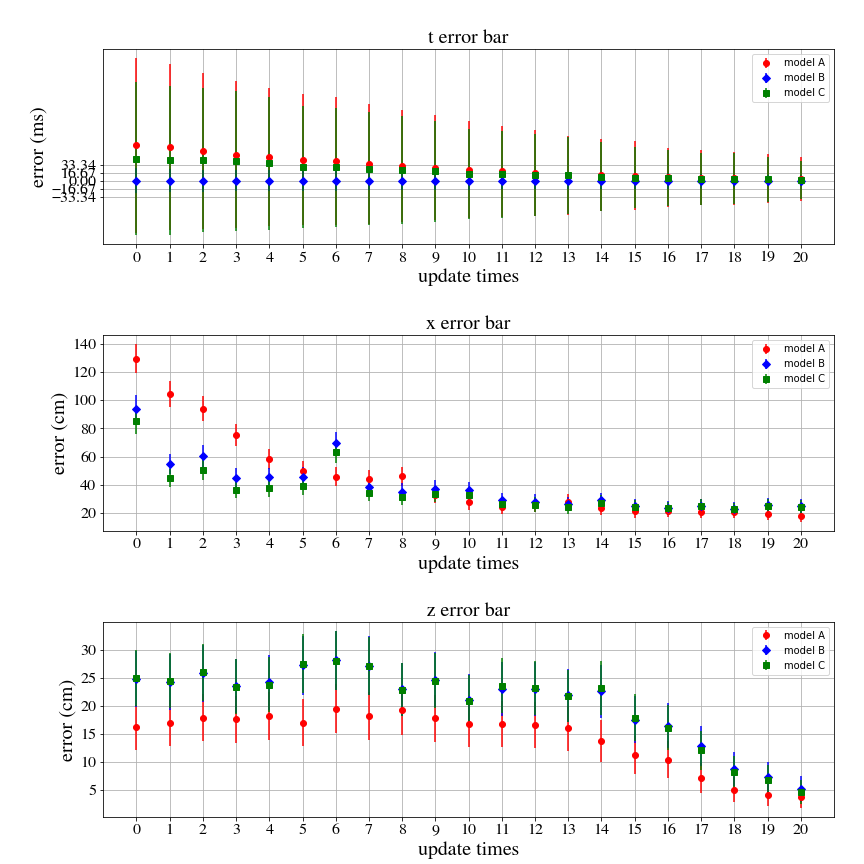 t error bar
error (ms)
33.34
16.67
0.00
−16.67
−33.34
model A
model B
model C
0 1 2 3 4 5 6 7 8 9 10 11 12 13 14 15 16 17 18 19 20
update times
x error bar
error (cm)
140
120
100
80
60
40
20
model A
model B
model C
0 1 2 3 4 5 6 7 8 9 10 11 12 13 14 15 16 17 18 19 20
update times
z error bar
error (cm)
30
25
20
15
10
5
model A
model B
model C
0 1 2 3 4 5 6 7 8 9 10 11 12 13 14 15 16 17 18 19 20
update times